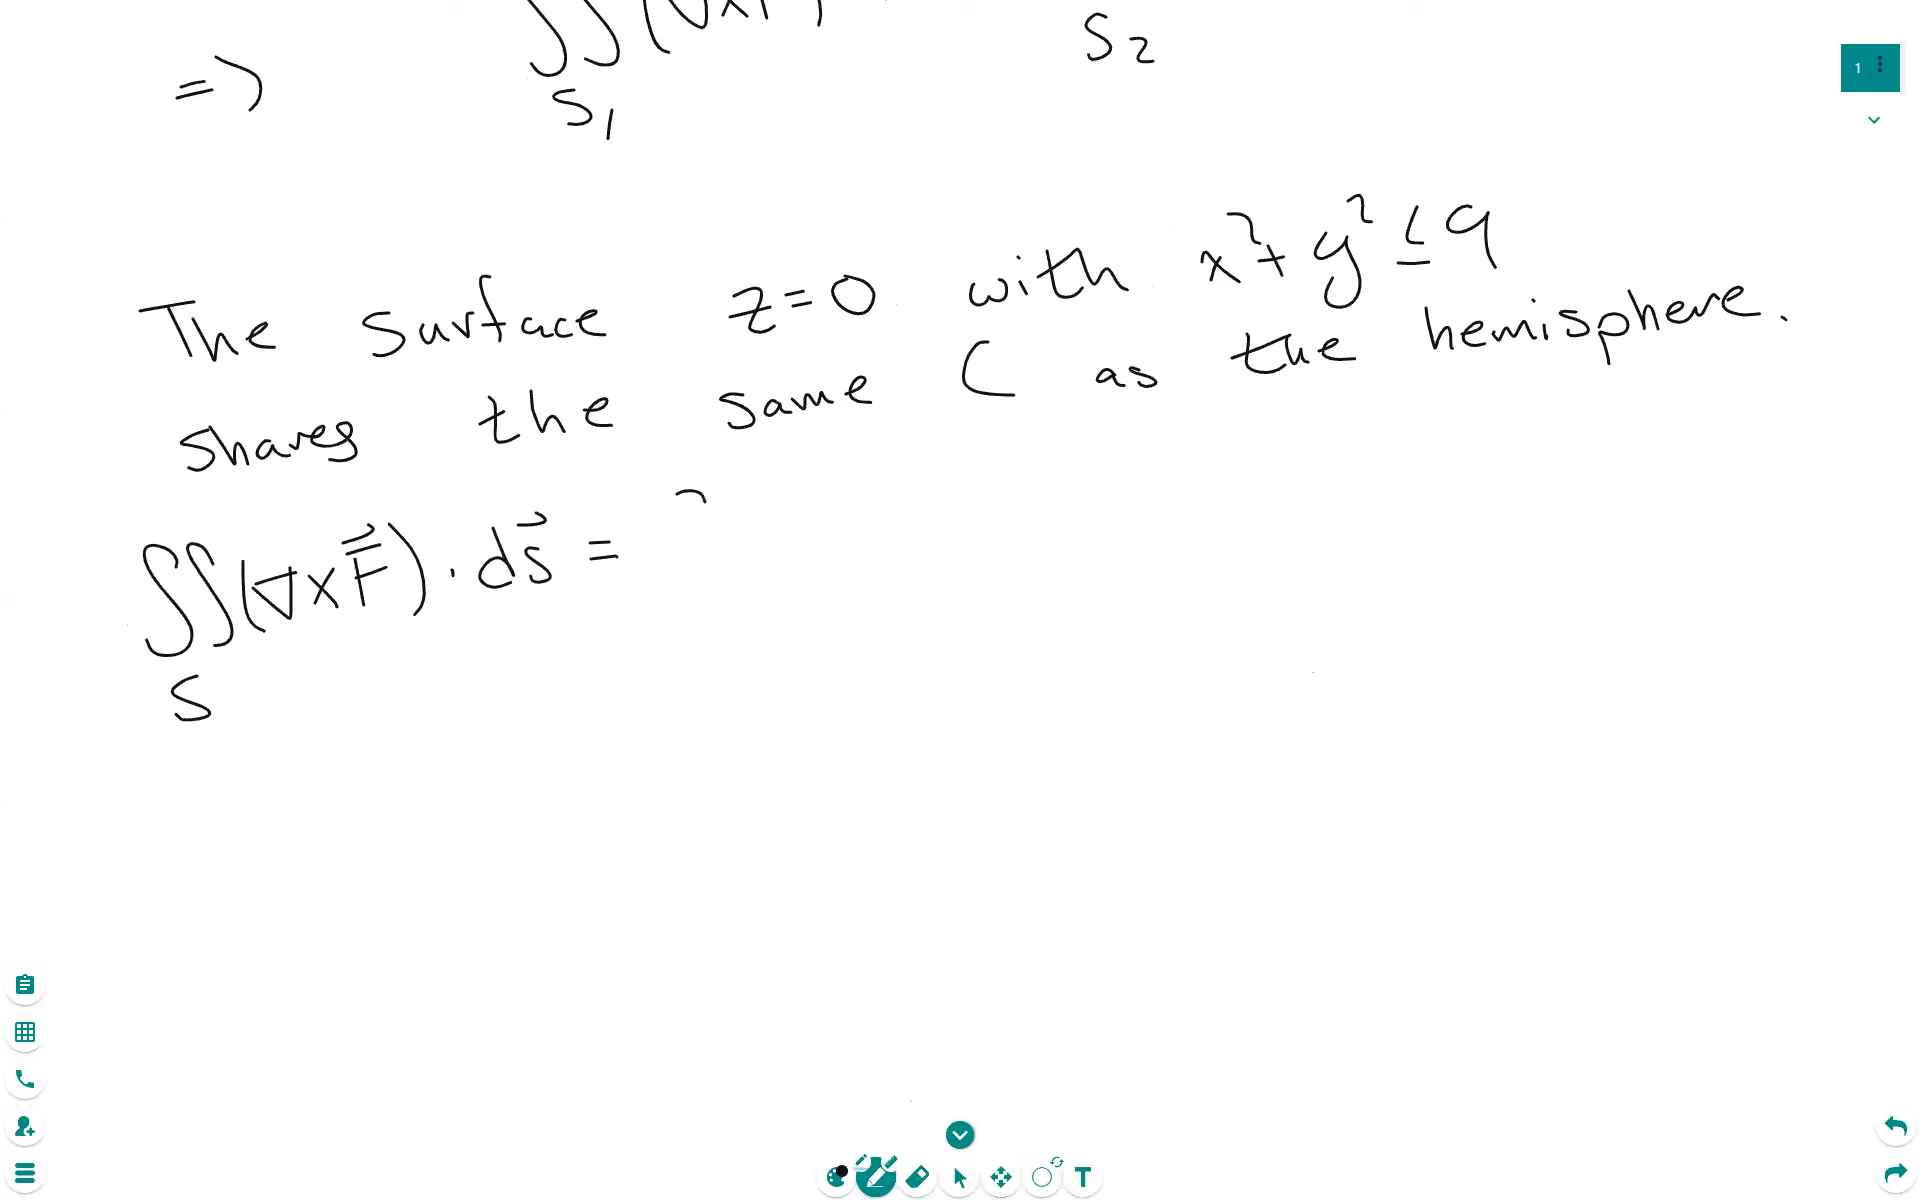 ∬(∇×F) S₂
=> S₁
1
The surface z=0 with x²+y²≤9
shares the same C as the hemisphere.
∬(∇×F⃗)·ds⃗ =
S
T